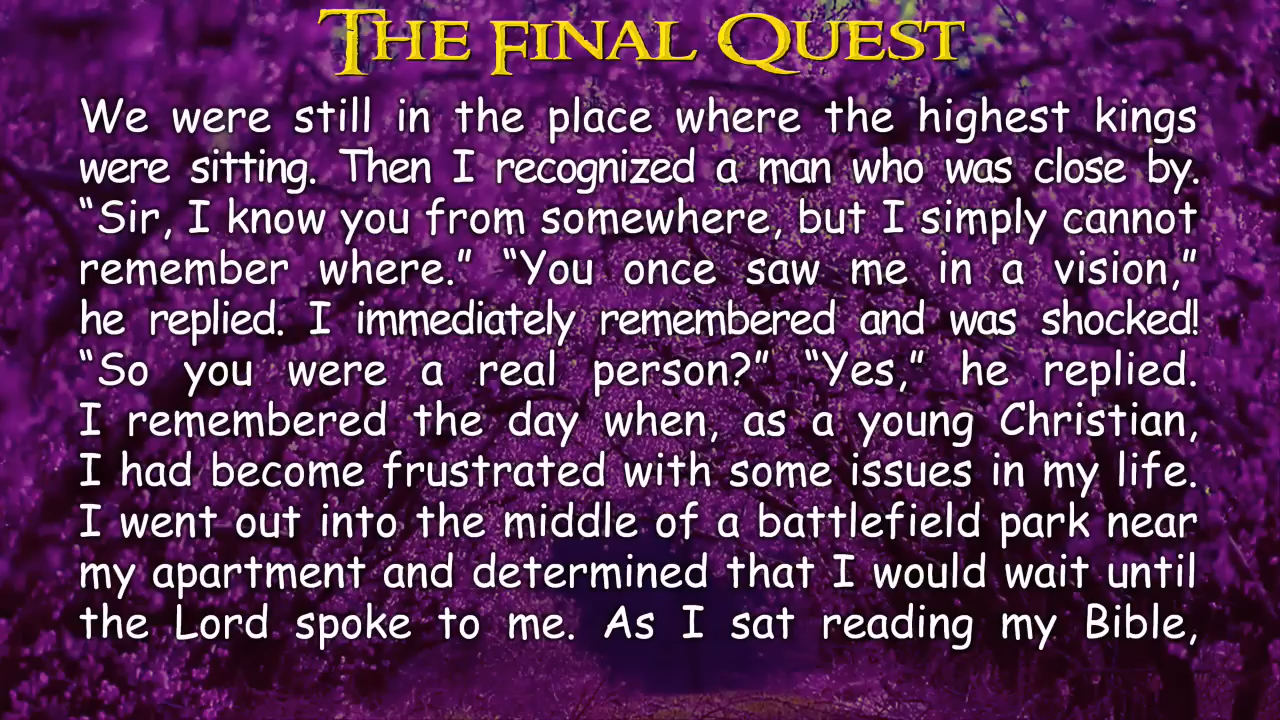 The Final Quest
We were still in the place where the highest kings
were sitting. Then I recognized a man who was close by.
“Sir, I know you from somewhere, but I simply cannot
remember where.” “You once saw me in a vision,”
he replied. I immediately remembered and was shocked!
“So you were a real person?” “Yes,” he replied.
I remembered the day when, as a young Christian,
I had become frustrated with some issues in my life.
I went out into the middle of a battlefield park near
my apartment and determined that I would wait until
the Lord spoke to me. As I sat reading my Bible,